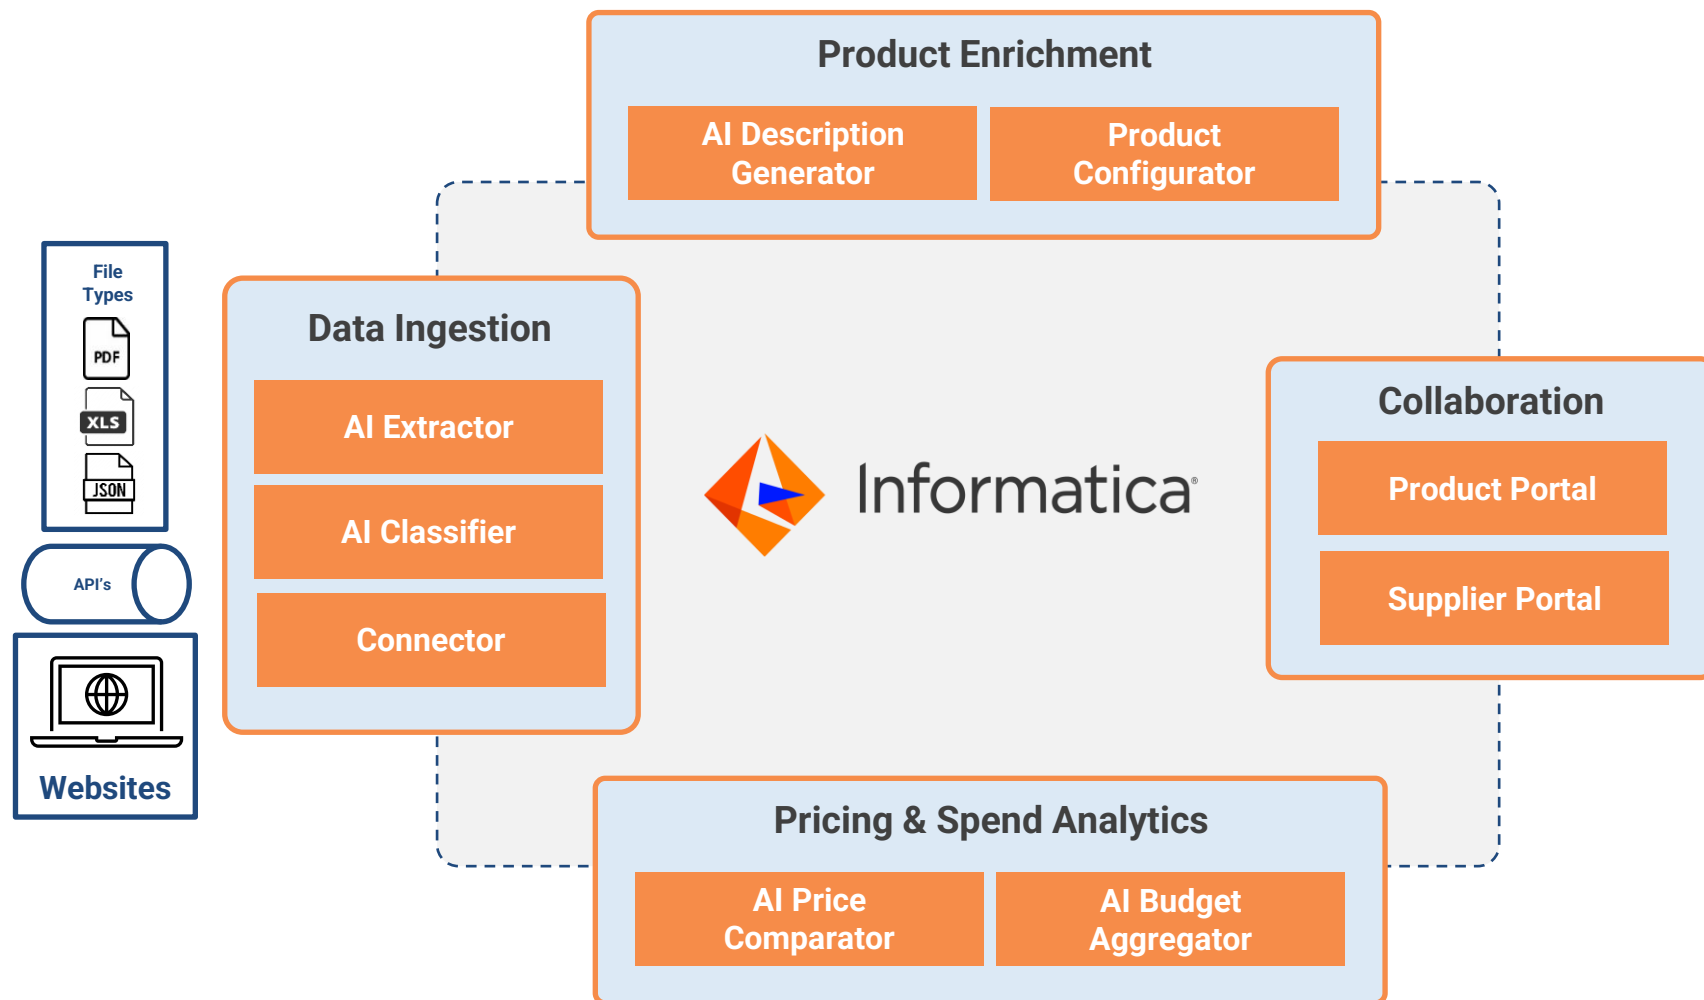 Product Enrichment
AI Description
Generator
Product
Configurator
File
Types
PDF
XLS
JSON
API's
Websites
Data Ingestion
AI Extractor
AI Classifier
Connector
Informatica®
Collaboration
Product Portal
Supplier Portal
Pricing & Spend Analytics
AI Price
Comparator
AI Budget
Aggregator